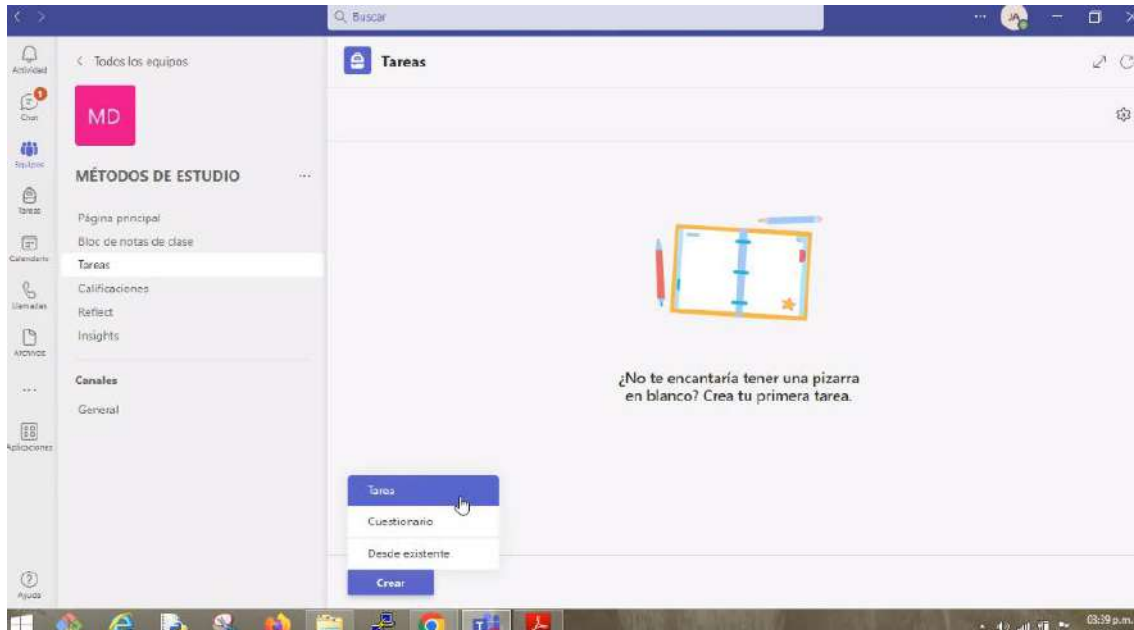 Buscar
...
JA
Actividad
1
Chat
Equipos
Tareas
Calendario
Llamadas
Archivos
...
Aplicaciones
Ayuda
Todos los equipos
MD
MÉTODOS DE ESTUDIO
...
Página principal
Bloc de notas de clase
Tareas
Calificaciones
Reflect
Insights
Canales
General
Tareas
¿No te encantaría tener una pizarra
en blanco? Crea tu primera tarea.
Tarea
Cuestionario
Desde existente
Crear
03:39 p.m.